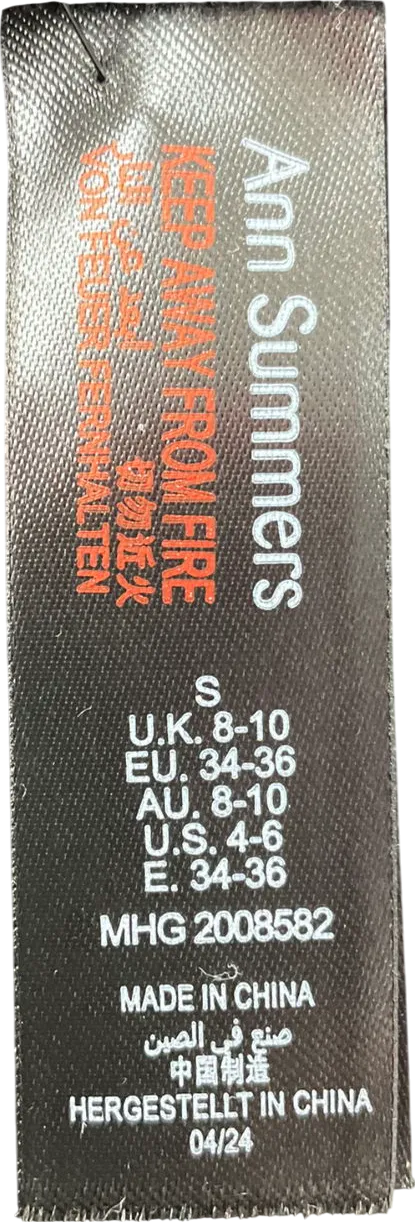 Ann Summers
KEEP AWAY FROM FIRE
切勿近火
VON FEUER FERNHALTEN
S
U.K. 8-10
EU. 34-36
AU. 8-10
U.S. 4-6
E. 34-36
MHG 2008582
MADE IN CHINA
صنع في الصين
中国制造
HERGESTELLT IN CHINA
04/24